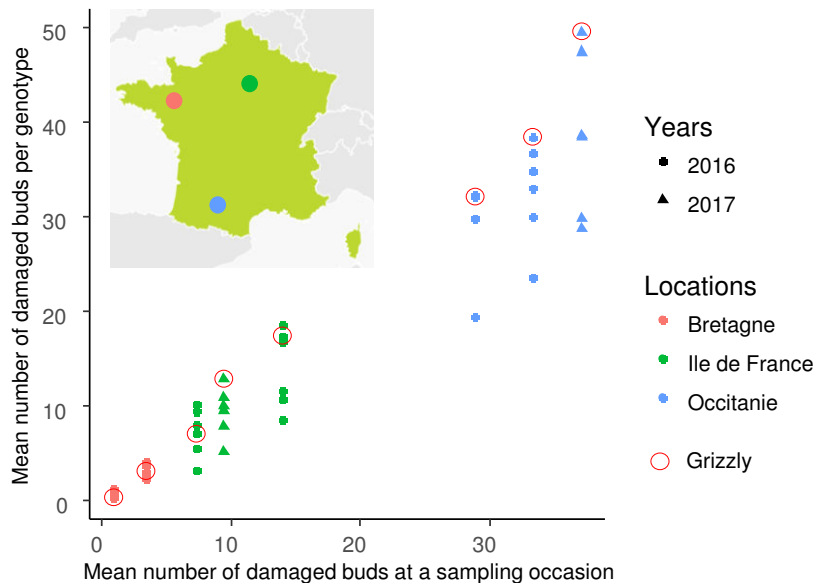 Mean number of damaged buds per genotype
50
40
30
20
10
0
0 10 20 30
Mean number of damaged buds at a sampling occasion
Years
2016
2017
Locations
Bretagne
Ile de France
Occitanie
Grizzly